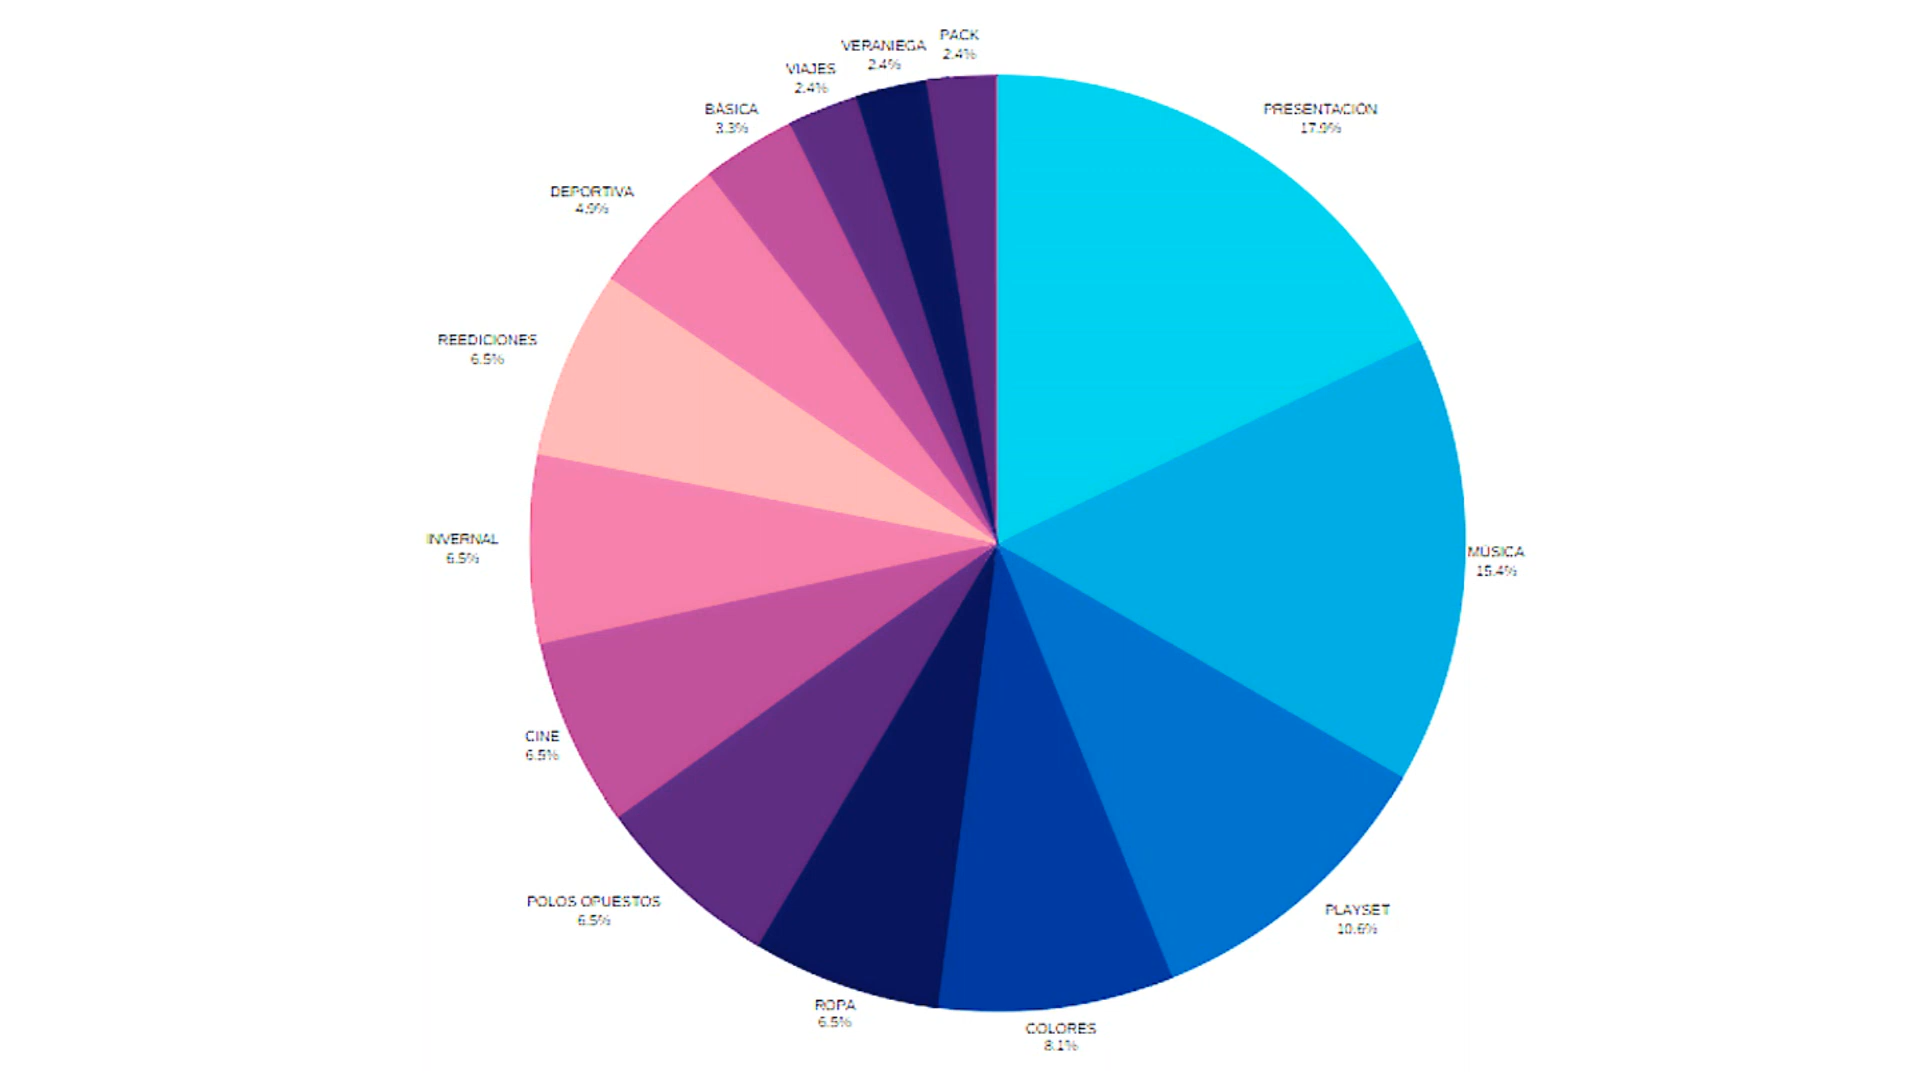 PACK
2.4%
VERANIEGA
2.4%
VIAJES
2.4%
BÁSICA
3.3%
DEPORTIVA
4.9%
REEDICIONES
6.5%
INVERNAL
6.5%
CINE
6.5%
POLOS OPUESTOS
6.5%
ROPA
6.5%
COLORES
8.1%
PLAYSET
10.6%
MÚSICA
15.4%
PRESENTACIÓN
17.9%